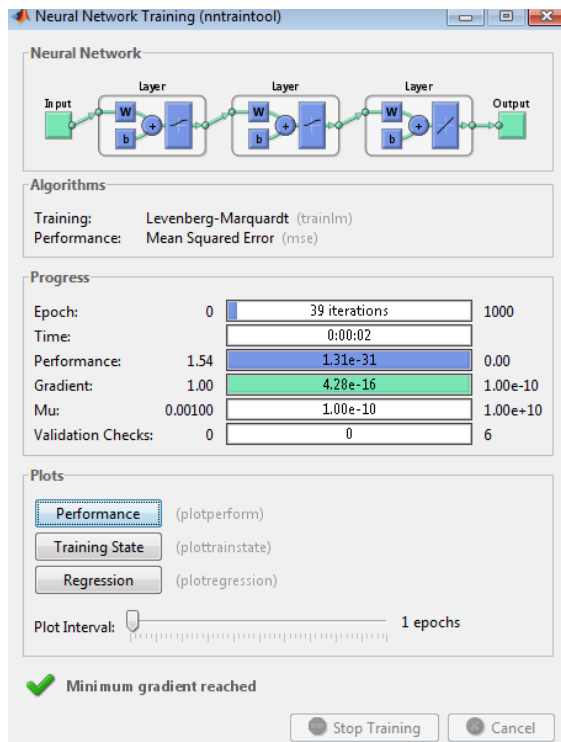 Neural Network Training (nntraintool)
Neural Network
Layer Layer Layer
Input Output
W W W
b b b
Algorithms
Training: Levenberg-Marquardt (trainlm)
Performance: Mean Squared Error (mse)
Progress
Epoch: 0 39 iterations 1000
Time: 0:00:02
Performance: 1.54 1.31e-31 0.00
Gradient: 1.00 4.28e-16 1.00e-10
Mu: 0.00100 1.00e-10 1.00e+10
Validation Checks: 0 0 6
Plots
Performance (plotperform)
Training State (plottrainstate)
Regression (plotregression)
Plot Interval: 1 epochs
Minimum gradient reached
Stop Training Cancel